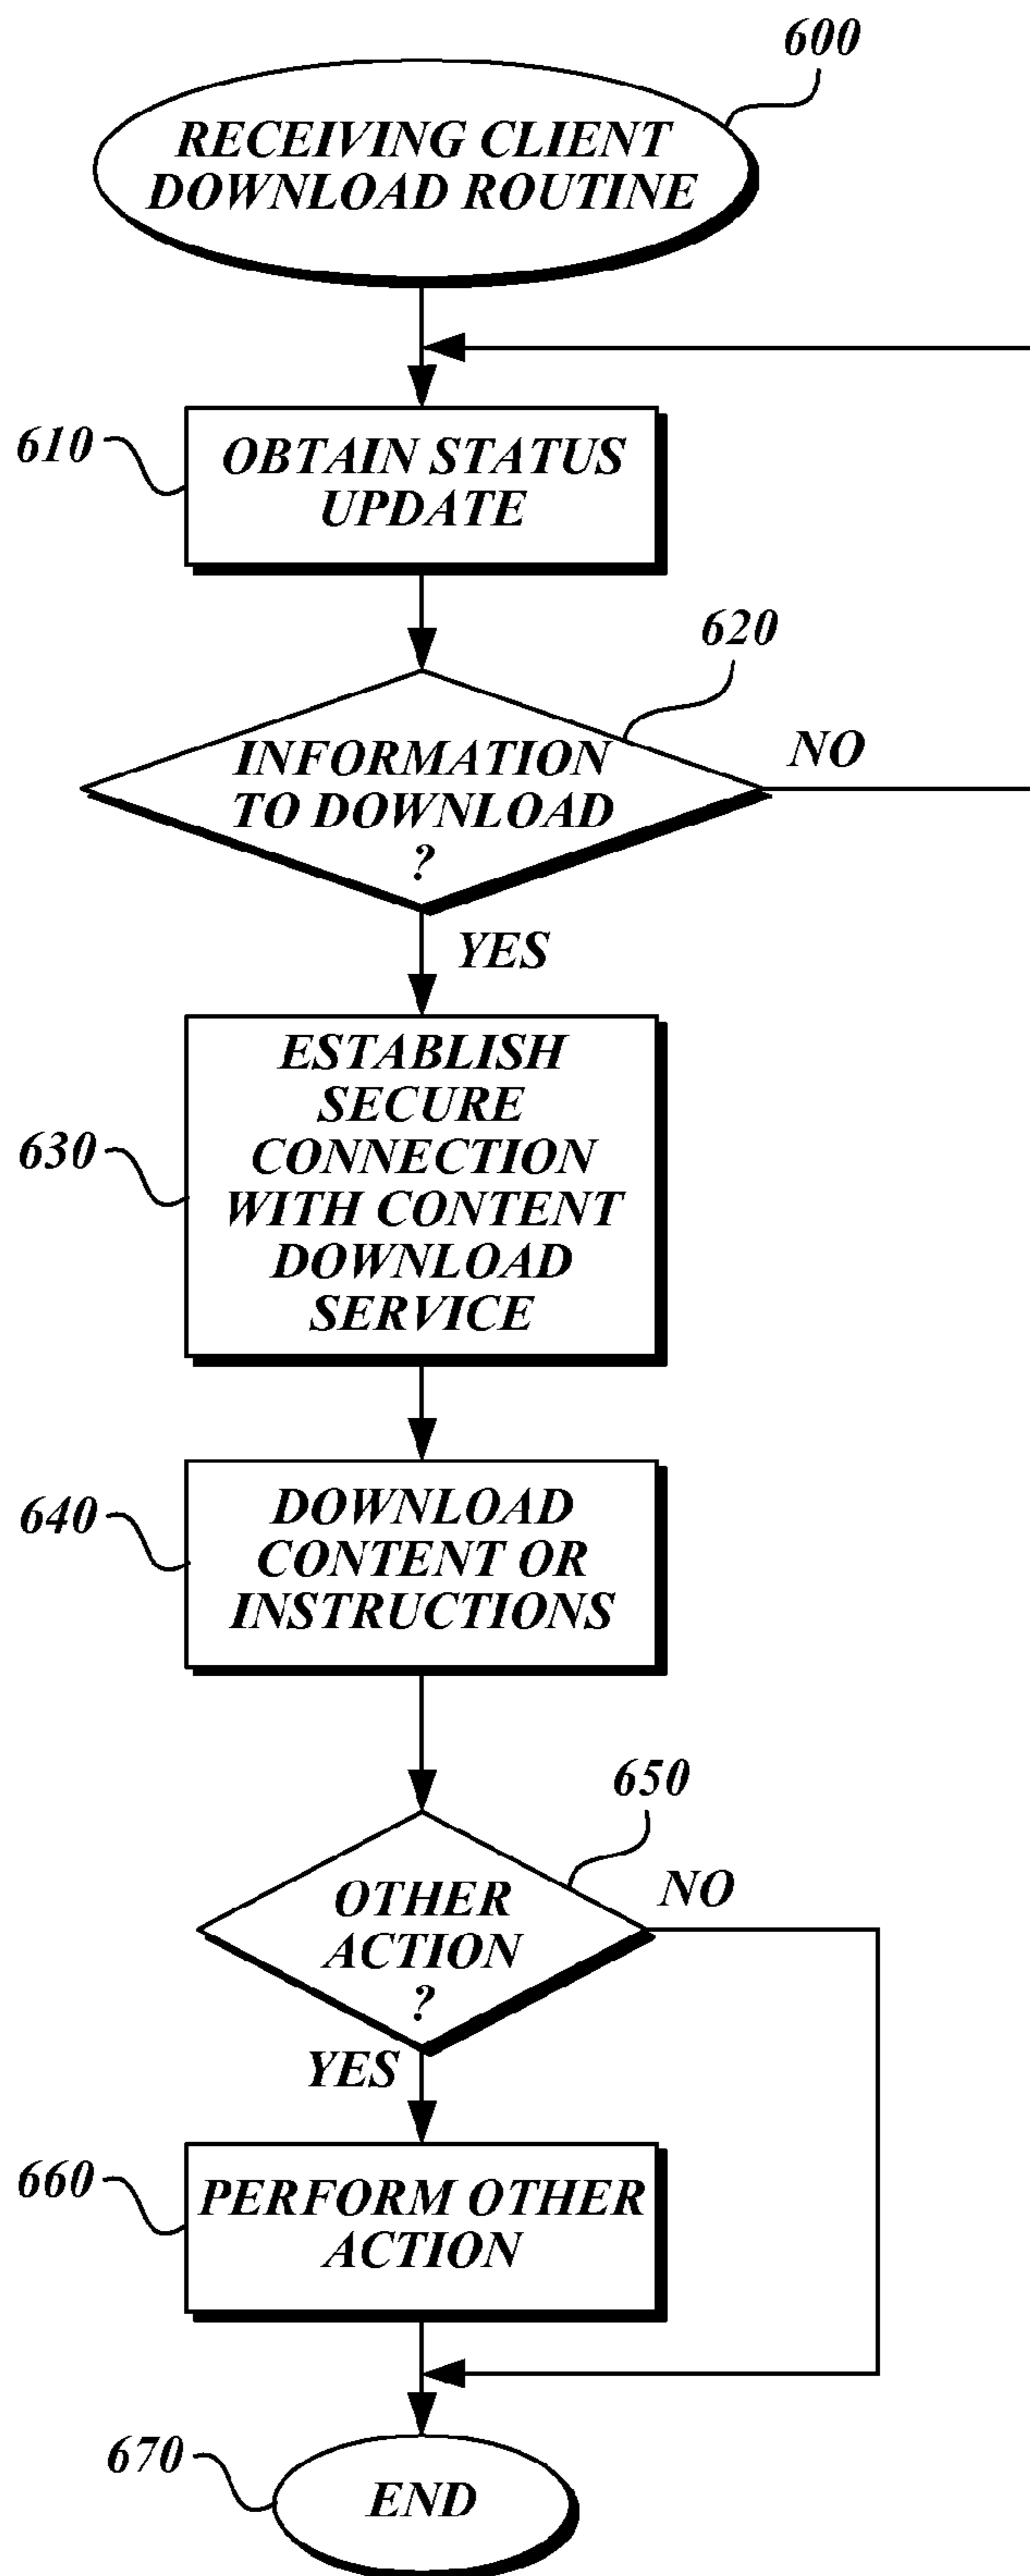 600
RECEIVING CLIENT
DOWNLOAD ROUTINE
610
OBTAIN STATUS
UPDATE
620
INFORMATION
TO DOWNLOAD
?
NO
YES
630
ESTABLISH
SECURE
CONNECTION
WITH CONTENT
DOWNLOAD
SERVICE
640
DOWNLOAD
CONTENT OR
INSTRUCTIONS
650
OTHER
ACTION
?
NO
YES
660
PERFORM OTHER
ACTION
670
END